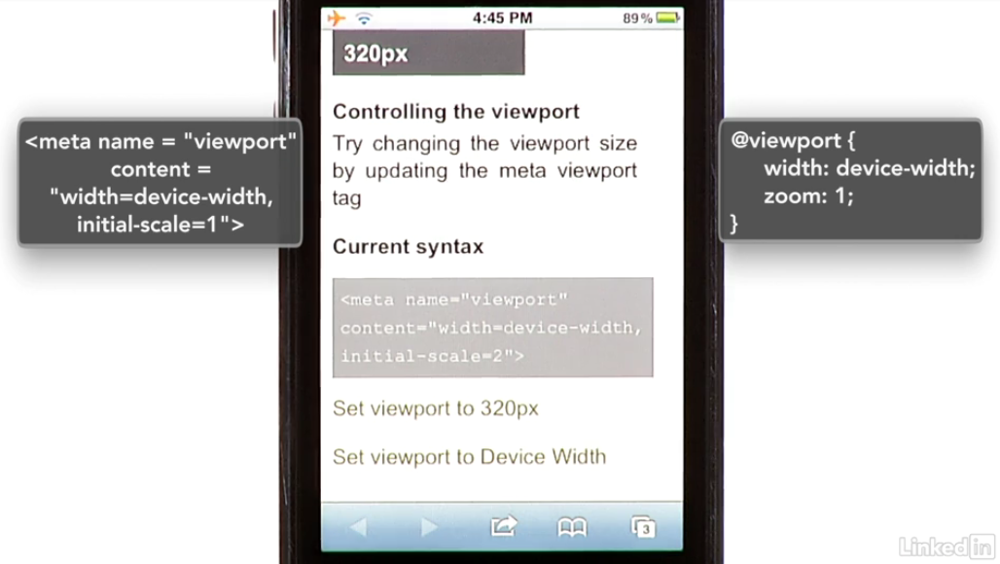 4:45 PM
89%
320px
Controlling the viewport
Try changing the viewport size
by updating the meta viewport
tag
Current syntax
<meta name="viewport"
content="width=device-width,
initial-scale=2">
Set viewport to 320px
Set viewport to Device Width
3
<meta name = "viewport"
content =
"width=device-width,
initial-scale=1">
@viewport {
width: device-width;
zoom: 1;
}
Linked in